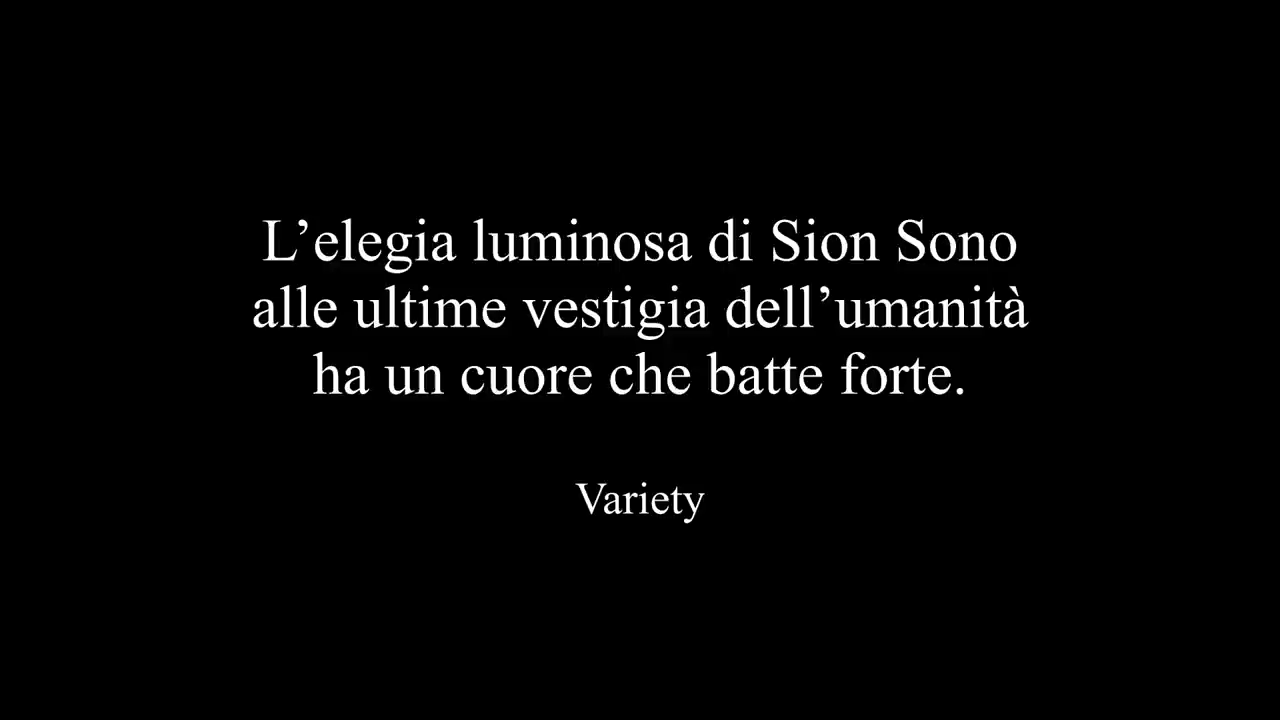 L’elegia luminosa di Sion Sono
alle ultime vestigia dell’umanità
ha un cuore che batte forte.
Variety